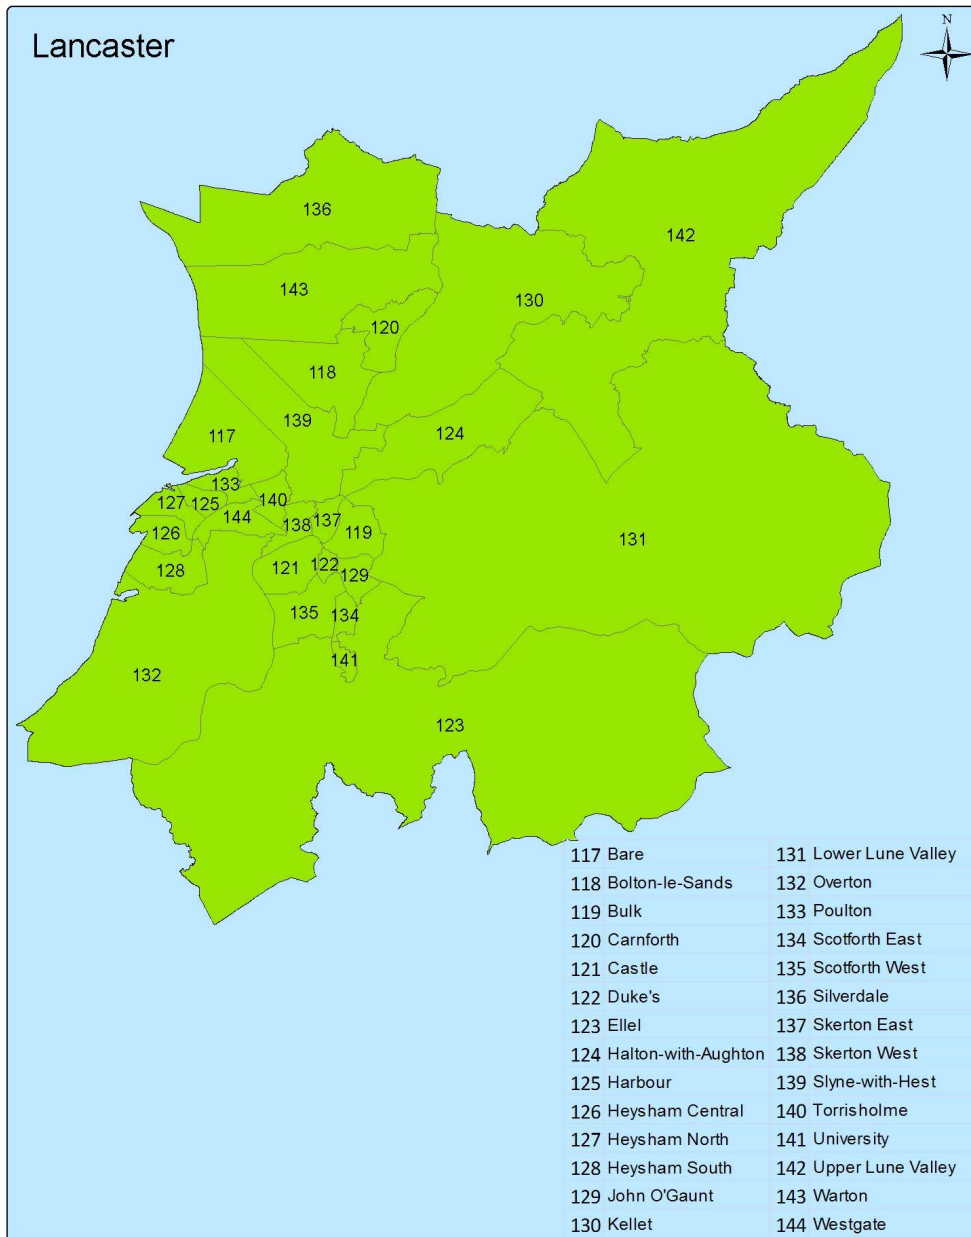 Lancaster
N
136
142
143
130
120
118
139
124
117
133
127
125
140
144
138
137
126
119
131
121
122
128
129
135
134
141
132
123
117 Bare 131 Lower Lune Valley
118 Bolton-le-Sands 132 Overton
119 Bulk 133 Poulton
120 Carnforth 134 Scotforth East
121 Castle 135 Scotforth West
122 Duke's 136 Silverdale
123 Ellel 137 Skerton East
124 Halton-with-Aughton 138 Skerton West
125 Harbour 139 Slyne-with-Hest
126 Heysham Central 140 Torrisholme
127 Heysham North 141 University
128 Heysham South 142 Upper Lune Valley
129 John O'Gaunt 143 Warton
130 Kellet 144 Westgate